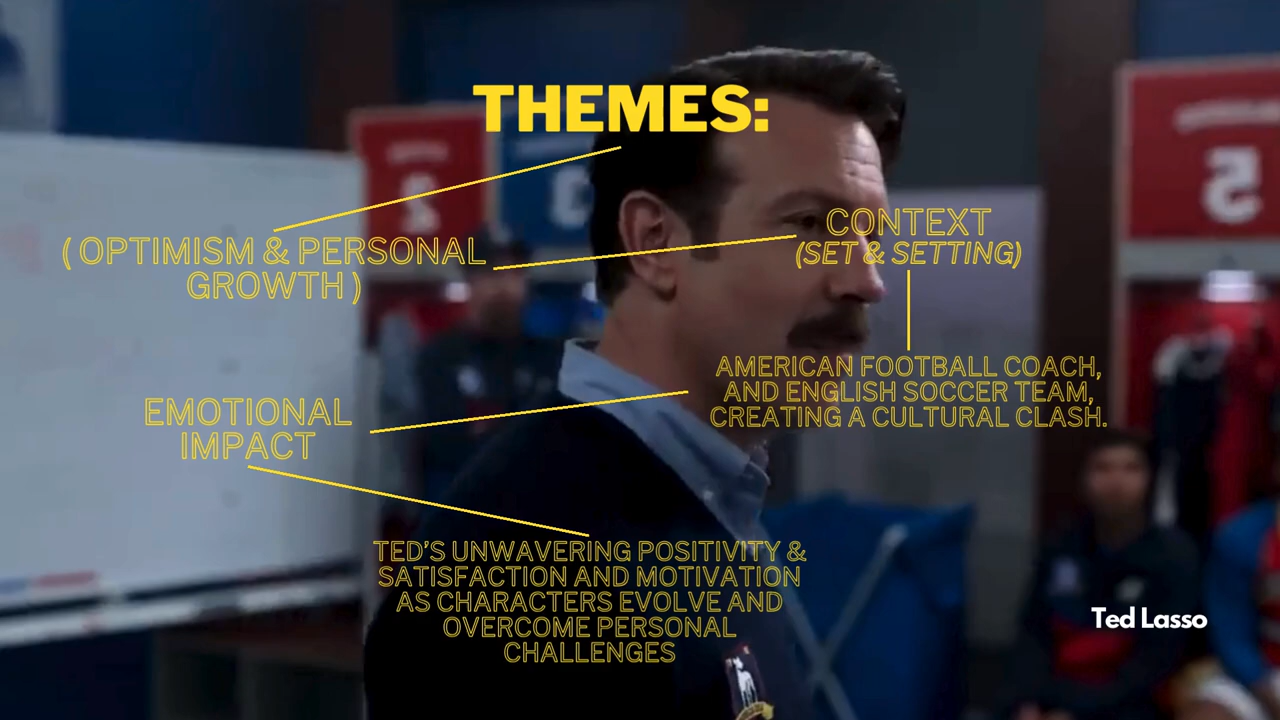 THEMES:
( OPTIMISM & PERSONAL
GROWTH )
CONTEXT
(SET & SETTING)
AMERICAN FOOTBALL COACH,
AND ENGLISH SOCCER TEAM,
CREATING A CULTURAL CLASH.
EMOTIONAL
IMPACT
TED'S UNWAVERING POSITIVITY &
SATISFACTION AND MOTIVATION
AS CHARACTERS EVOLVE AND
OVERCOME PERSONAL
CHALLENGES
Ted Lasso